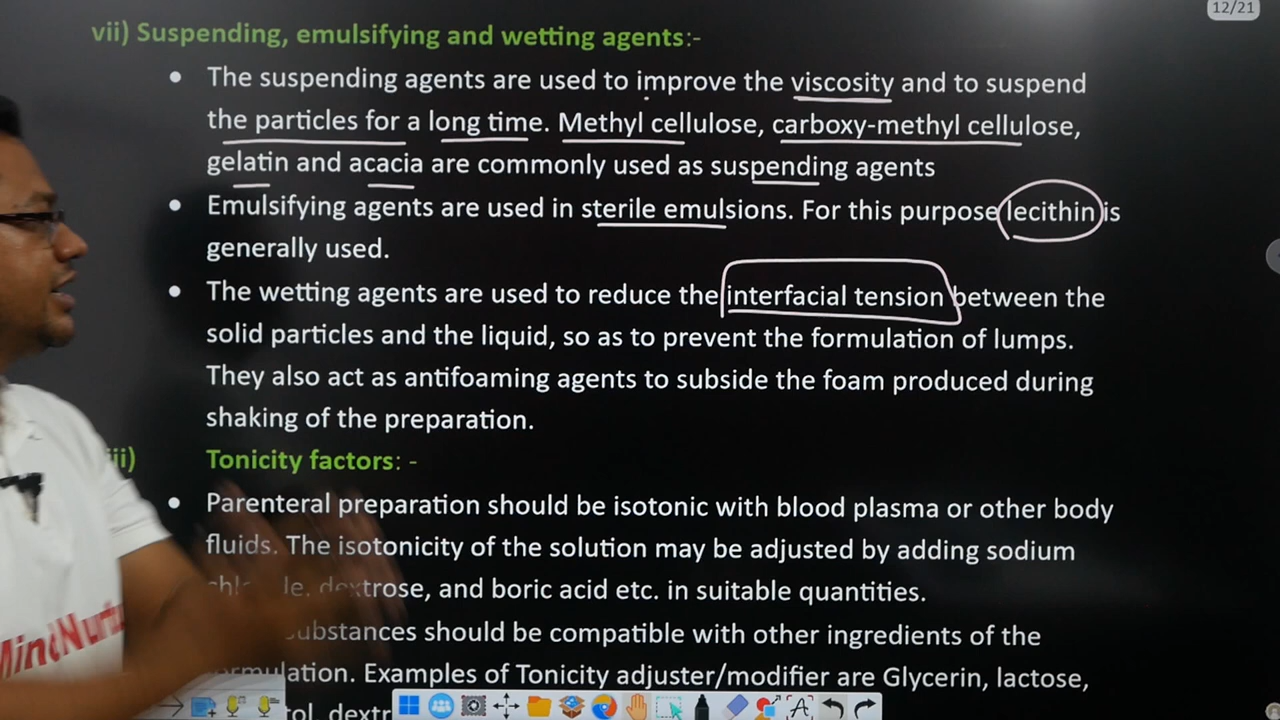 12/21
vii) Suspending, emulsifying and wetting agents:-
• The suspending agents are used to improve the viscosity and to suspend
the particles for a long time. Methyl cellulose, carboxy-methyl cellulose,
gelatin and acacia are commonly used as suspending agents
• Emulsifying agents are used in sterile emulsions. For this purpose lecithin is
generally used.
• The wetting agents are used to reduce the interfacial tension between the
solid particles and the liquid, so as to prevent the formulation of lumps.
They also act as antifoaming agents to subside the foam produced during
shaking of the preparation.
Tonicity factors: -
• Parenteral preparation should be isotonic with blood plasma or other body
fluids. The isotonicity of the solution may be adjusted by adding sodium
dextrose, and boric acid etc. in suitable quantities.
substances should be compatible with other ingredients of the
Examples of Tonicity adjuster/modifier are Glycerin, lactose,